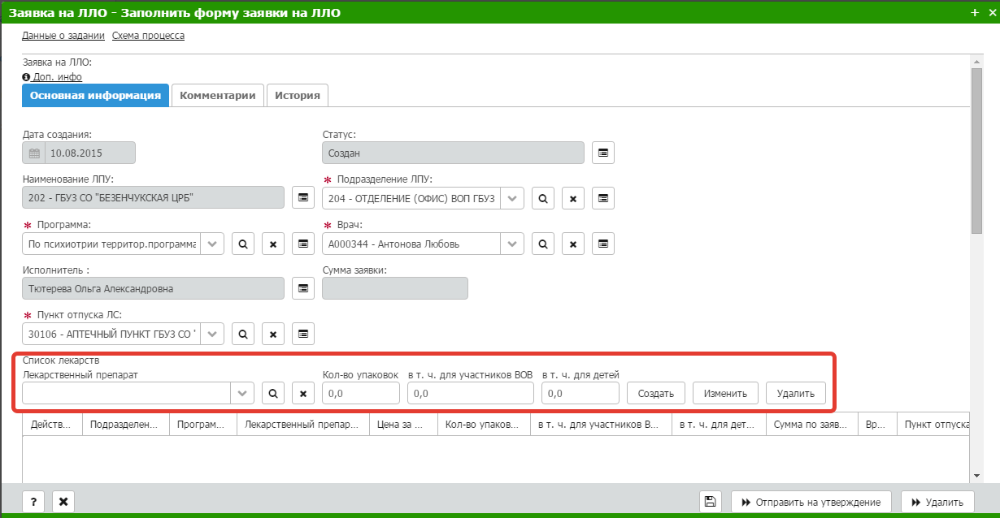 Заявка на ЛЛО - Заполнить форму заявки на ЛЛО
Данные о задании Схема процесса
Заявка на ЛЛО:
Доп. инфо
Основная информация Комментарии История
Дата создания: Статус:
10.08.2015 Создан
Наименование ЛПУ: * Подразделение ЛПУ:
202 - ГБУЗ СО "БЕЗЕНЧУКСКАЯ ЦРБ" 204 - ОТДЕЛЕНИЕ (ОФИС) ВОП ГБУЗ
* Программа: * Врач:
По психиотрии территор.программа А000344 - Антонова Любовь
Исполнитель : Сумма заявки:
Тютерева Ольга Александровна
* Пункт отпуска ЛС:
30106 - АПТЕЧНЫЙ ПУНКТ ГБУЗ СО "
Список лекарств
Лекарственный препарат Кол-во упаковок в т. ч. для участников ВОВ в т. ч. для детей
0,0 0,0 0,0 Создать Изменить Удалить
Действ... Подразделен... Програм... Лекарственный препар... Цена за ... Кол-во упаков... в т. ч. для участников В... в т. ч. для дет... Сумма по заяв... Вр... Пункт отпуска
? Отправить на утверждение Удалить